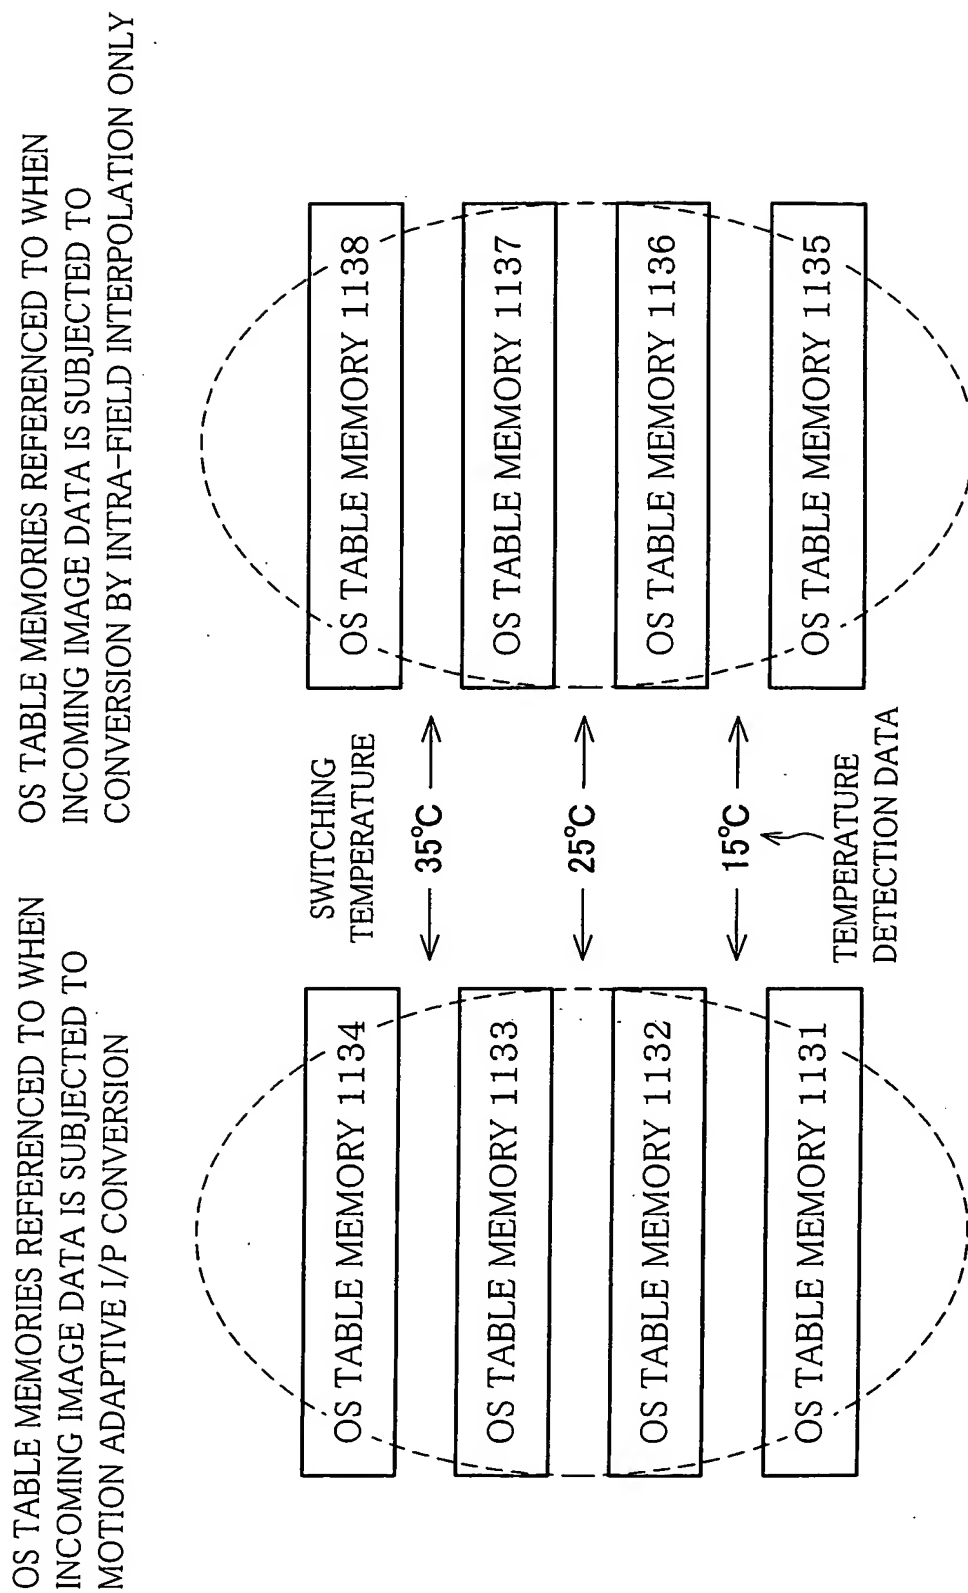 OS TABLE MEMORIES REFERENCED TO WHEN
INCOMING IMAGE DATA IS SUBJECTED TO
MOTION ADAPTIVE I/P CONVERSION
OS TABLE MEMORIES REFERENCED TO WHEN
INCOMING IMAGE DATA IS SUBJECTED TO
CONVERSION BY INTRA-FIELD INTERPOLATION ONLY
SWITCHING
TEMPERATURE
OS TABLE MEMORY 1134
35°C
OS TABLE MEMORY 1138
OS TABLE MEMORY 1133
25°C
OS TABLE MEMORY 1137
OS TABLE MEMORY 1132
15°C
OS TABLE MEMORY 1136
OS TABLE MEMORY 1131
OS TABLE MEMORY 1135
TEMPERATURE
DETECTION DATA